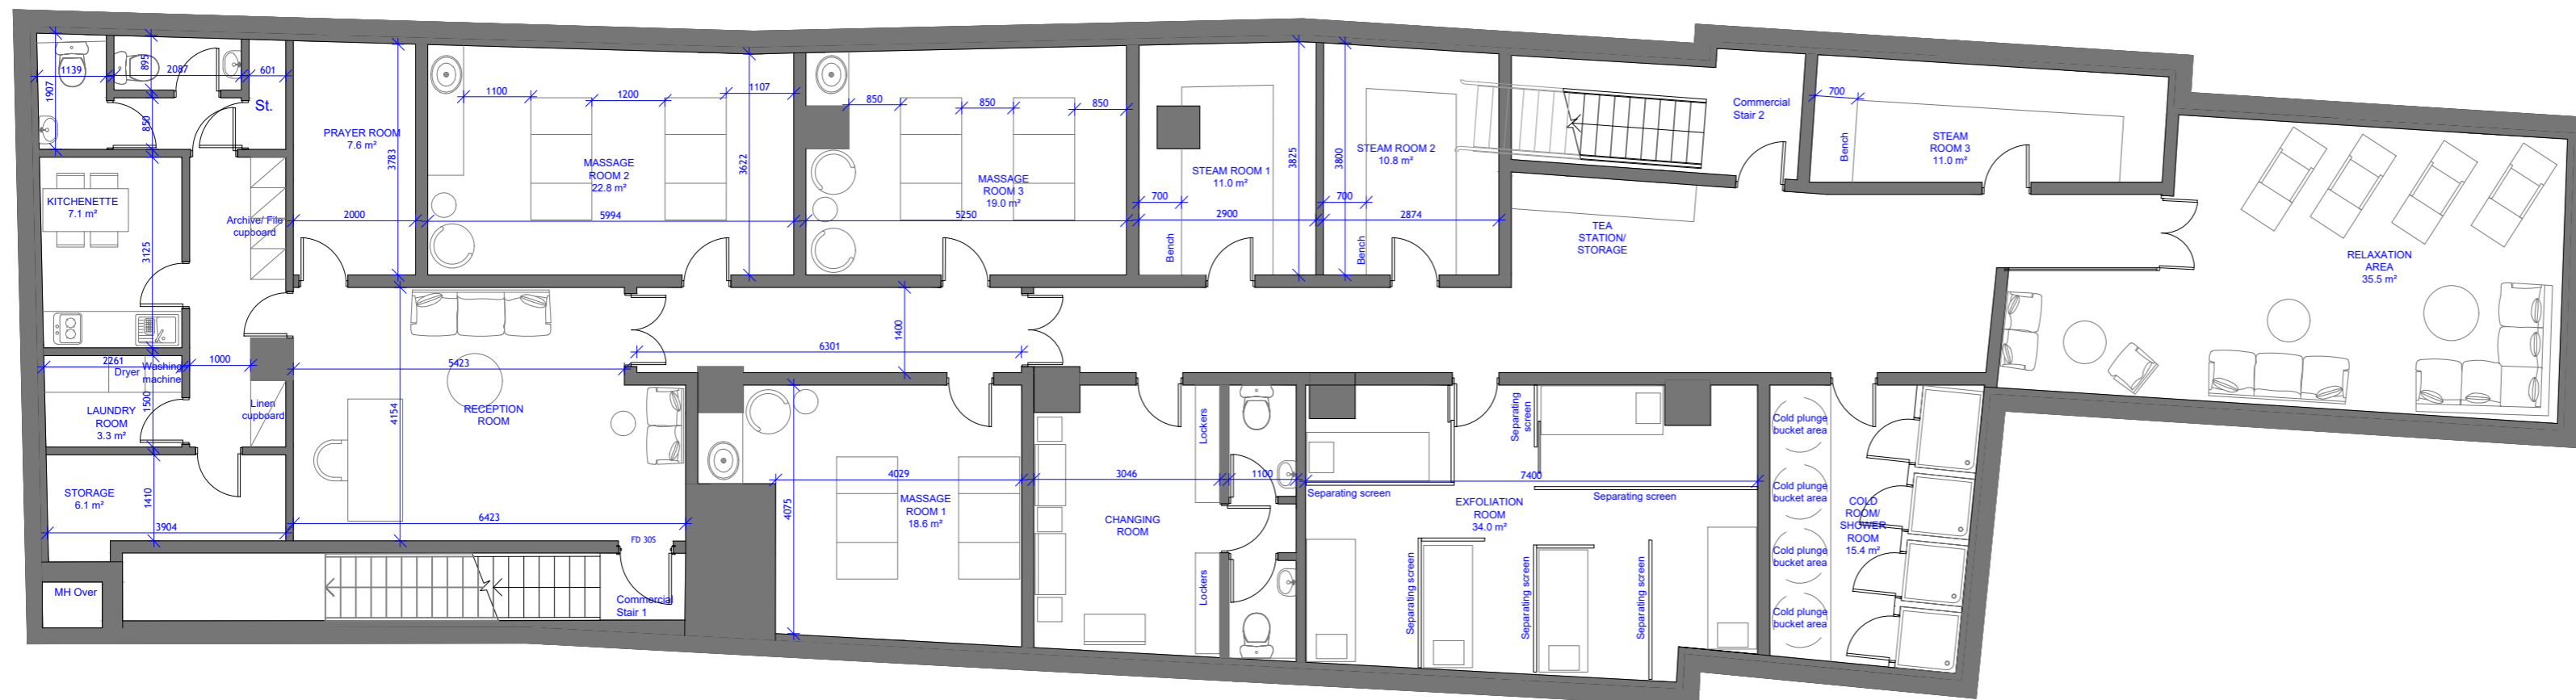 1139
1907
895
2087
601
850
St.
PRAYER ROOM
7.6 m²
3783
2000
1100
1200
1107
MASSAGE
ROOM 2
22.8 m²
3622
5994
850
850
850
MASSAGE
ROOM 3
19.0 m²
5250
STEAM ROOM 1
11.0 m²
3825
700
2900
Bench
STEAM ROOM 2
10.8 m²
3800
700
2874
Bench
Commercial
Stair 2
TEA
STATION/
STORAGE
700
Bench
STEAM
ROOM 3
11.0 m²
RELAXATION
AREA
35.5 m²
KITCHENETTE
7.1 m²
3125
Archive/ File
cupboard
2261
Dryer
Washing
machine
1000
1500
LAUNDRY
ROOM
3.3 m²
Linen
cupboard
STORAGE
6.1 m²
1410
3904
MH Over
5423
4154
RECEPTION
ROOM
6423
FD 30S
Commercial
Stair 1
6301
1400
4075
4029
MASSAGE
ROOM 1
18.6 m²
3046
CHANGING
ROOM
Lockers
Lockers
1100
Separating
screen
7400
Separating screen
Separating screen
EXFOLIATION
ROOM
34.0 m²
Separating screen
Separating screen
Separating screen
Cold plunge
bucket area
Cold plunge
bucket area
Cold plunge
bucket area
Cold plunge
bucket area
COLD
ROOM/
SHOWER
ROOM
15.4 m²